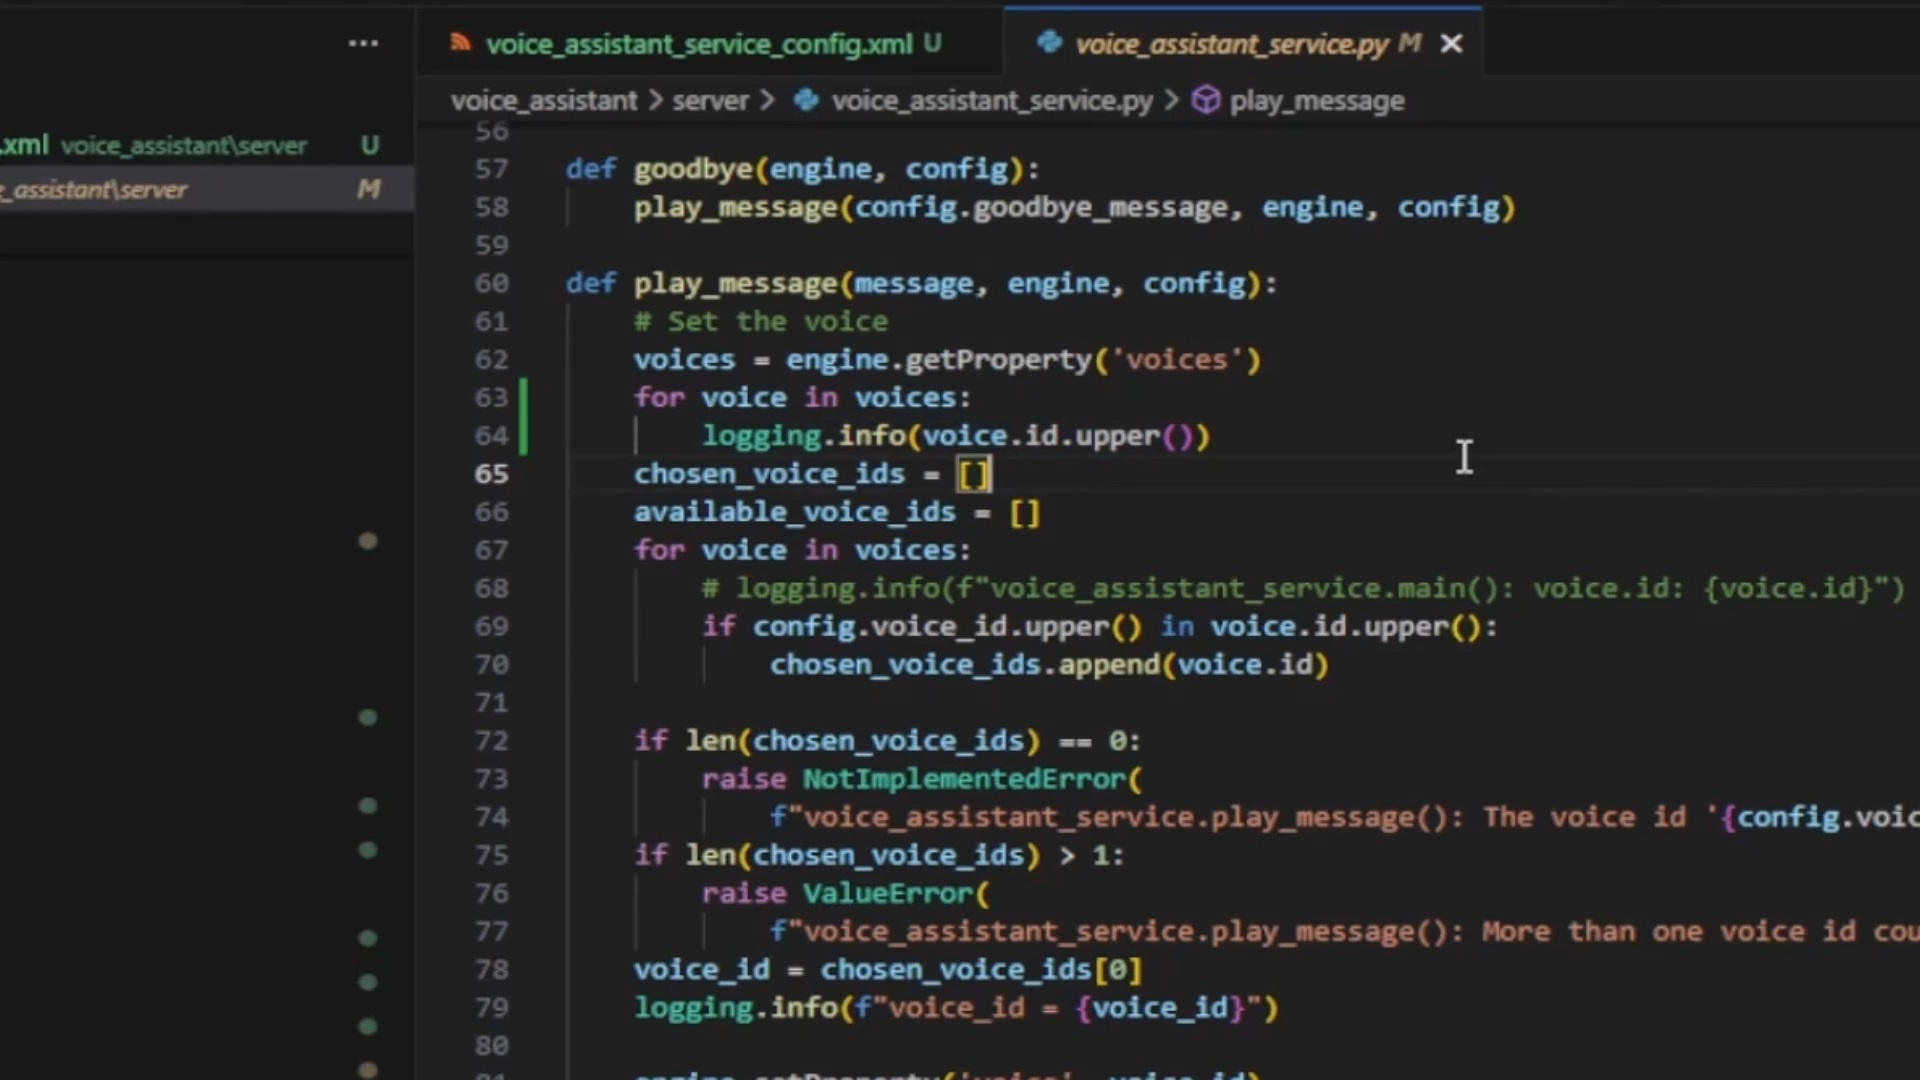 ...
voice_assistant_service_config.xml U
voice_assistant_service.py M
voice_assistant > server > voice_assistant_service.py > play_message
.xml voice_assistant\server U
_assistant\server M
56
57 def goodbye(engine, config):
58 play_message(config.goodbye_message, engine, config)
59
60 def play_message(message, engine, config):
61 # Set the voice
62 voices = engine.getProperty('voices')
63 for voice in voices:
64 logging.info(voice.id.upper())
65 chosen_voice_ids = []
66 available_voice_ids = []
67 for voice in voices:
68 # logging.info(f"voice_assistant_service.main(): voice.id: {voice.id}")
69 if config.voice_id.upper() in voice.id.upper():
70 chosen_voice_ids.append(voice.id)
71
72 if len(chosen_voice_ids) == 0:
73 raise NotImplementedError(
74 f"voice_assistant_service.play_message(): The voice id '{config.voic
75 if len(chosen_voice_ids) > 1:
76 raise ValueError(
77 f"voice_assistant_service.play_message(): More than one voice id cou
78 voice_id = chosen_voice_ids[0]
79 logging.info(f"voice_id = {voice_id}")
80